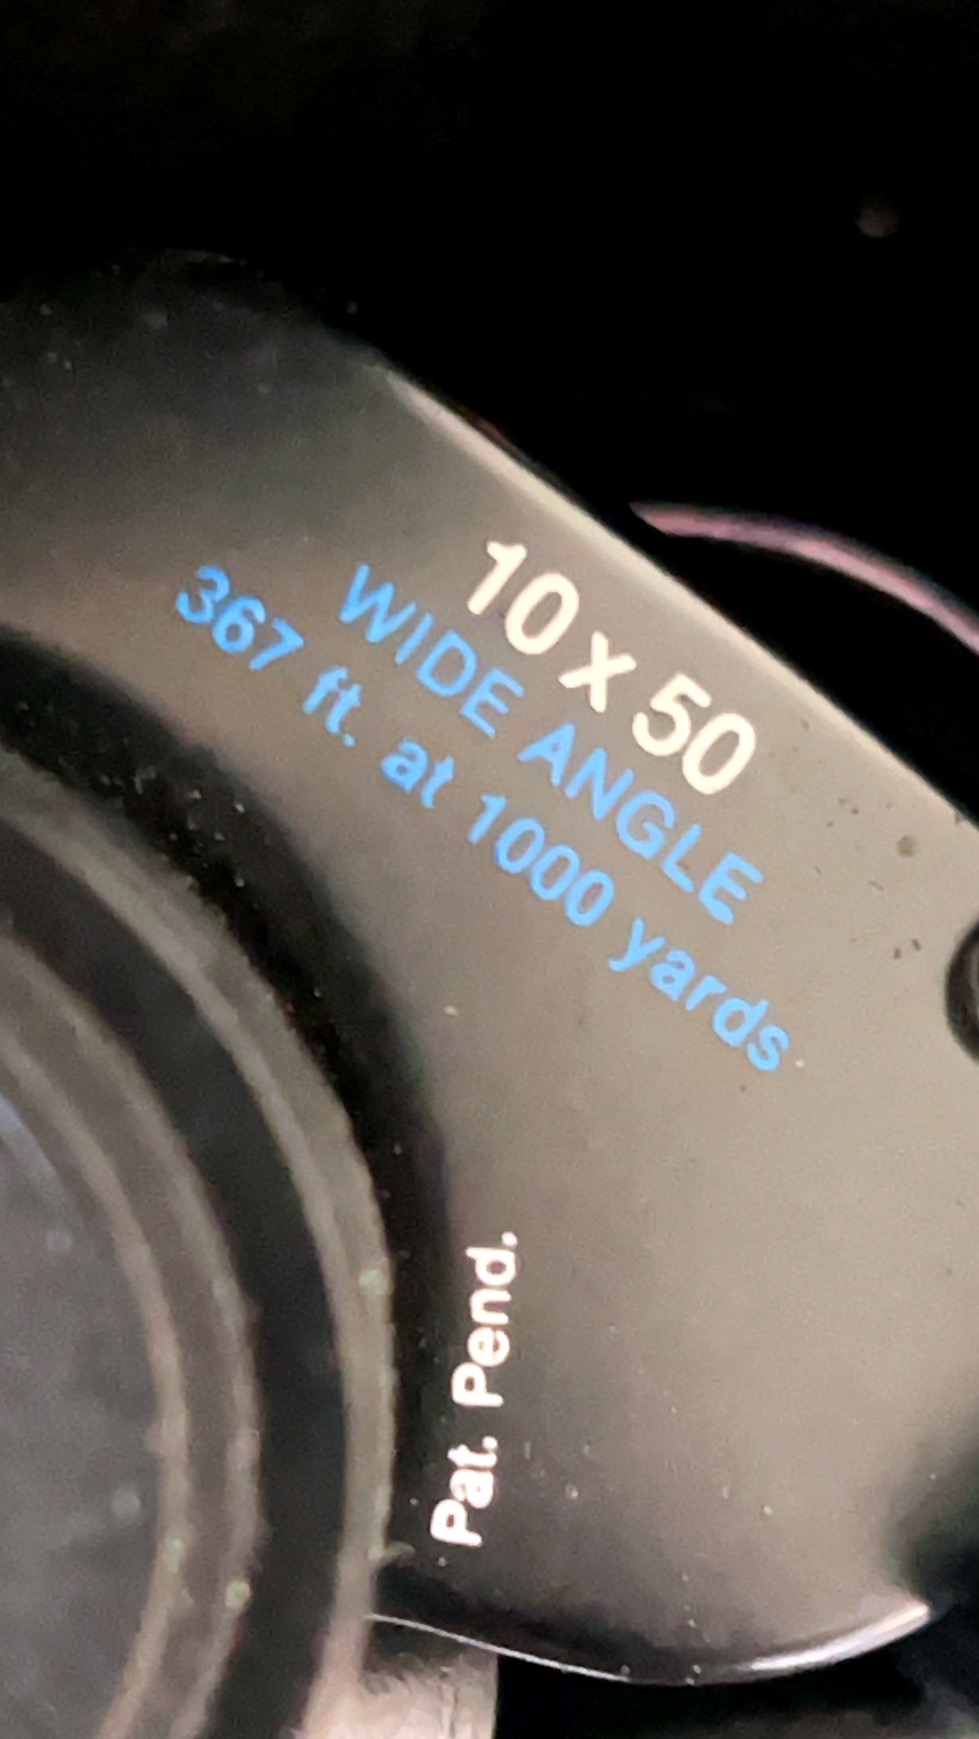 10 x 50
WIDE ANGLE
367 ft. at 1000 yards
Pat. Pend.